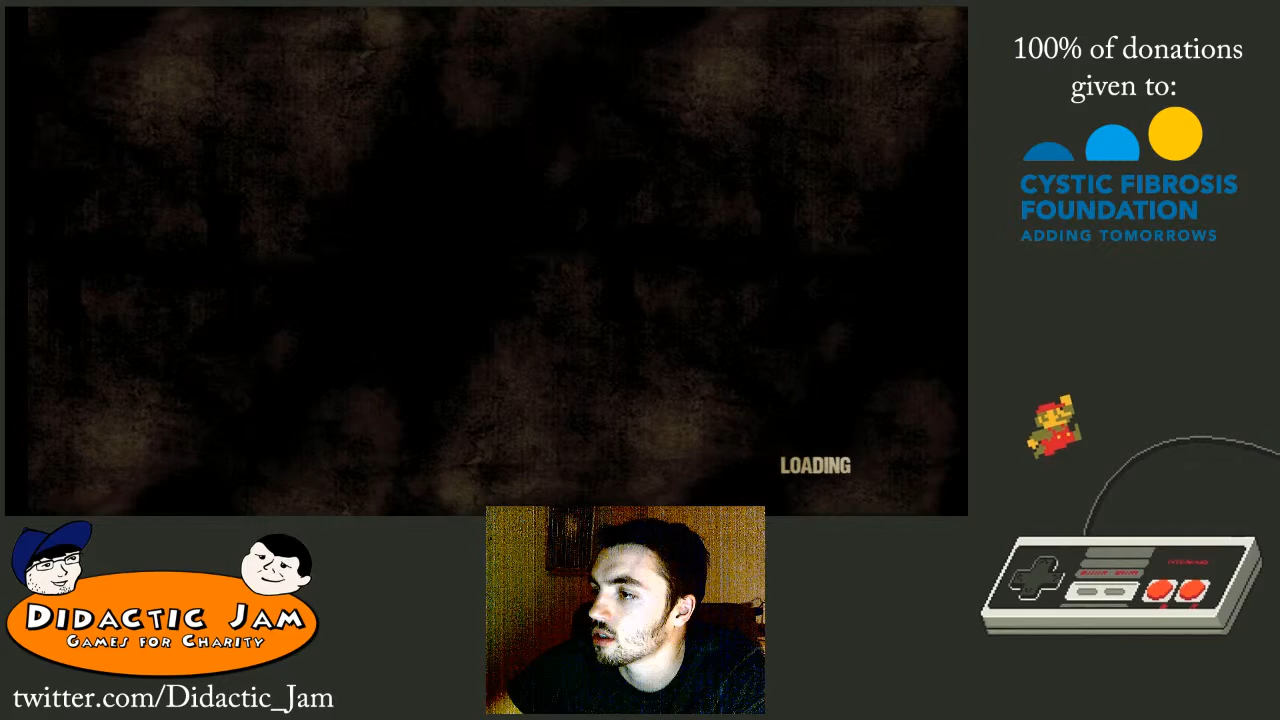 100% of donations
given to:
CYSTIC FIBROSIS
FOUNDATION
ADDING TOMORROWS
LOADING
DIDACTIC JAM
GAMES FOR CHARITY
twitter.com/Didactic_Jam